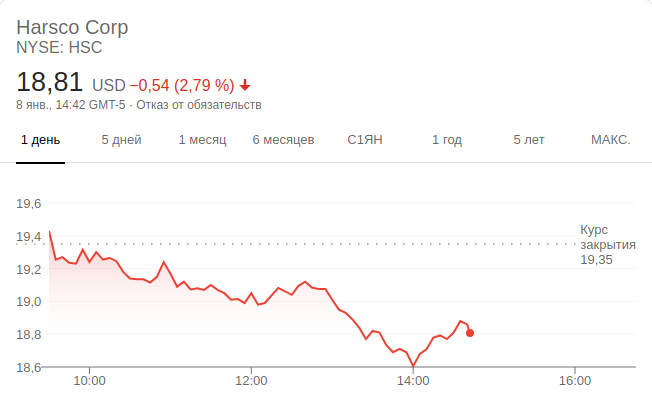 Harsco Corp
NYSE: HSC
18,81 USD −0,54 (2,79 %)
8 янв., 14:42 GMT-5 · Отказ от обязательств
1 день 5 дней 1 месяц 6 месяцев С1ЯН 1 год 5 лет МАКС.
19,6
19,4
Курс
закрытия
19,35
19,2
19,0
18,8
18,6
10:00 12:00 14:00 16:00